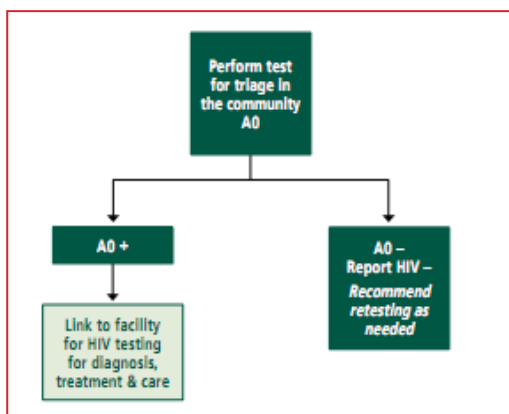 Perform test
for triage in
the community
A0
A0 +
A0 –
Report HIV –
Recommend
retesting as
needed
Link to facility
for HIV testing
for diagnosis,
treatment & care